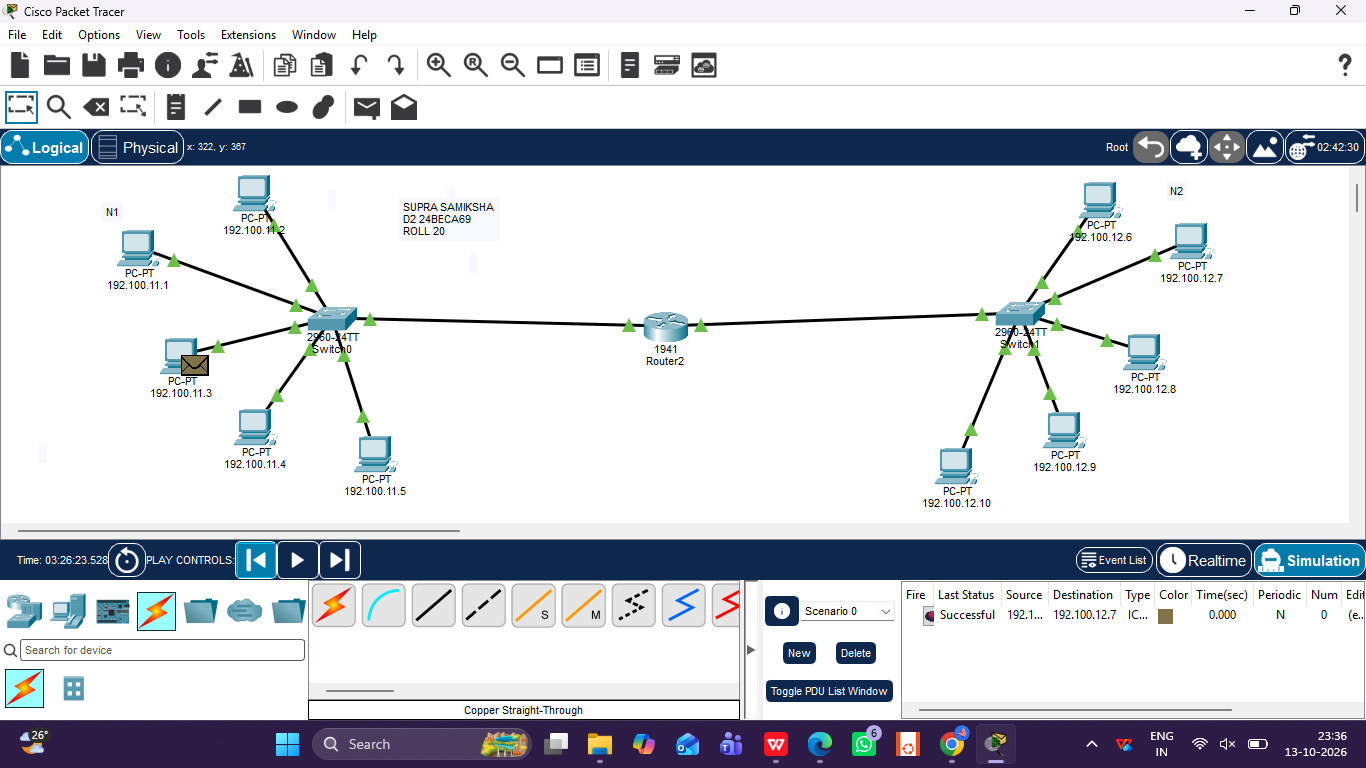 Cisco Packet Tracer
File Edit Options View Tools Extensions Window Help
Logical Physical x: 322, y: 367 Root 02:42:30
N1
PC-PT
192.100.11.2
SUPRA SAMIKSHA
D2 24BECA69
ROLL 20
PC-PT
192.100.11.1
2960-24TT
Switch0
PC-PT
192.100.11.3
PC-PT
192.100.11.4
PC-PT
192.100.11.5
1941
Router2
N2
PC-PT
192.100.12.6
PC-PT
192.100.12.7
2960-24TT
Switch1
PC-PT
192.100.12.8
PC-PT
192.100.12.9
PC-PT
192.100.12.10
Time: 03:26:23.528 PLAY CONTROLS: Event List Realtime Simulation
Search for device
S M
Copper Straight-Through
Scenario 0
New Delete
Toggle PDU List Window
Fire Last Status Source Destination Type Color Time(sec) Periodic Num Edit
Successful 192.1... 192.100.12.7 IC... 0.000 N 0 (e..
26°
Search
6
ENG
IN
23:36
13-10-2026